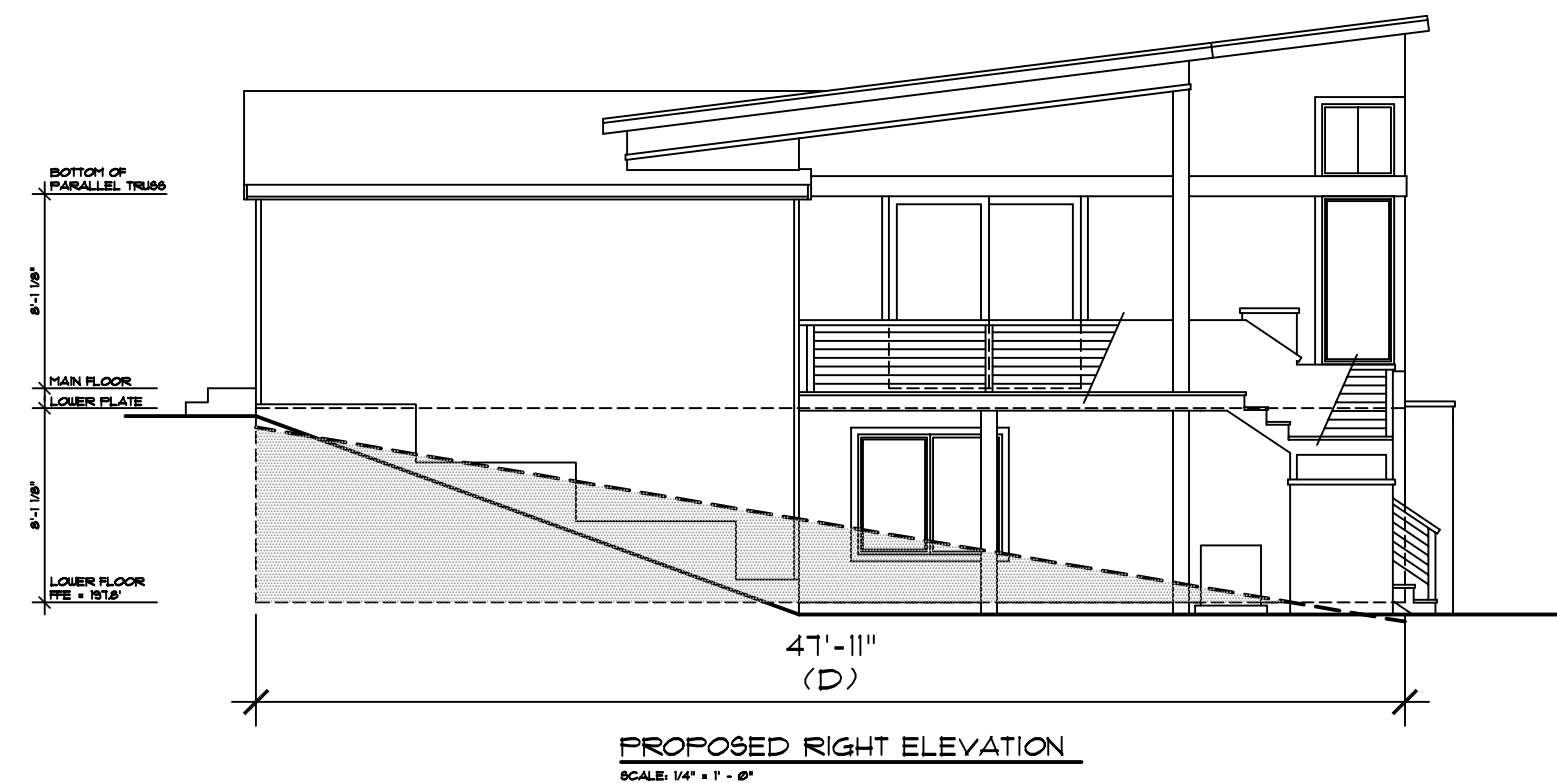 BOTTOM OF
PARALLEL TRUSS
8'-1 1/8"
MAIN FLOOR
LOWER PLATE
8'-1 1/8"
LOWER FLOOR
FFE = 197.8'
47'-11"
(D)
PROPOSED RIGHT ELEVATION
SCALE: 1/4" = 1' - 0"